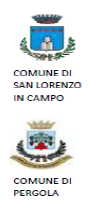 COMUNE DI
SAN LORENZO
IN CAMPO
COMUNE DI
PERGOLA